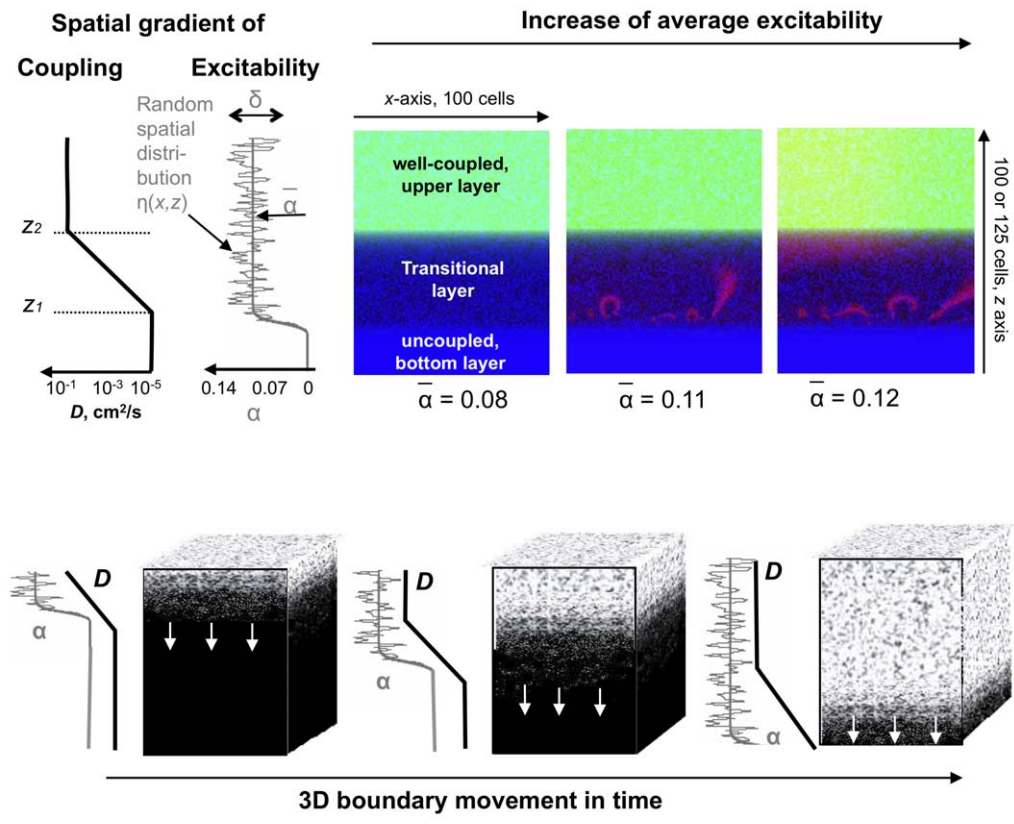 Spatial gradient of
Coupling
Excitability
Increase of average excitability
δ
Random
spatial
distri-
bution
η(x,z)
α̅
x-axis, 100 cells
well-coupled,
upper layer
Transitional
layer
uncoupled,
bottom layer
100 or 125 cells, z axis
z2
z1
10-1 10-3 10-5
D, cm2/s
0.14 0.07 0
α
α̅ = 0.08
α̅ = 0.11
α̅ = 0.12
D
α
D
α
D
α
3D boundary movement in time